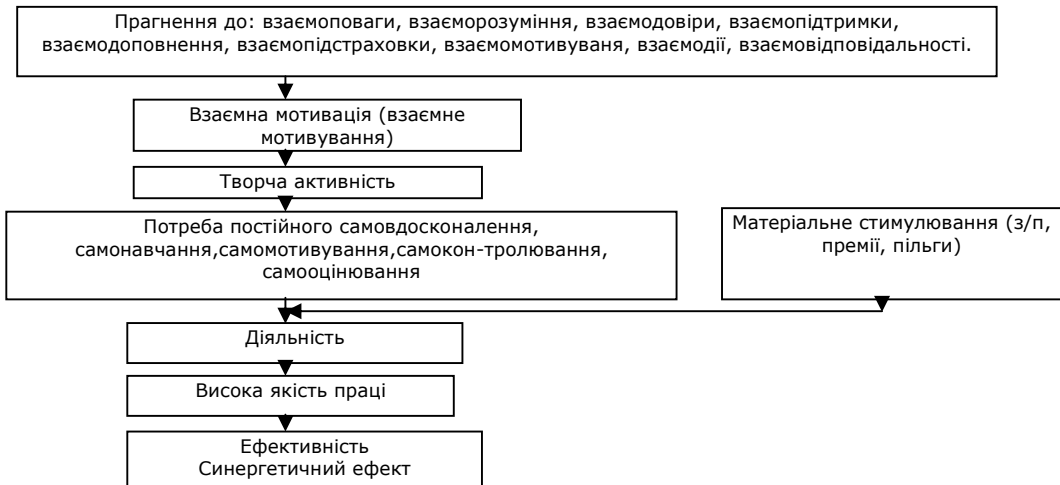 Прагнення до: взаємоповаги, взаєморозуміння, взаємодовіри, взаємопідтримки,
взаємодоповнення, взаємопідстраховки, взаємомотивуваня, взаємодії, взаємовідповідальності.
Взаємна мотивація (взаємне
мотивування)
Творча активність
Потреба постійного самовдосконалення,
самонавчання,самомотивування,самокон-тролювання,
самооцінювання
Матеріальне стимулювання (з/п,
премії, пільги)
Діяльність
Висока якість праці
Ефективність
Синергетичний ефект